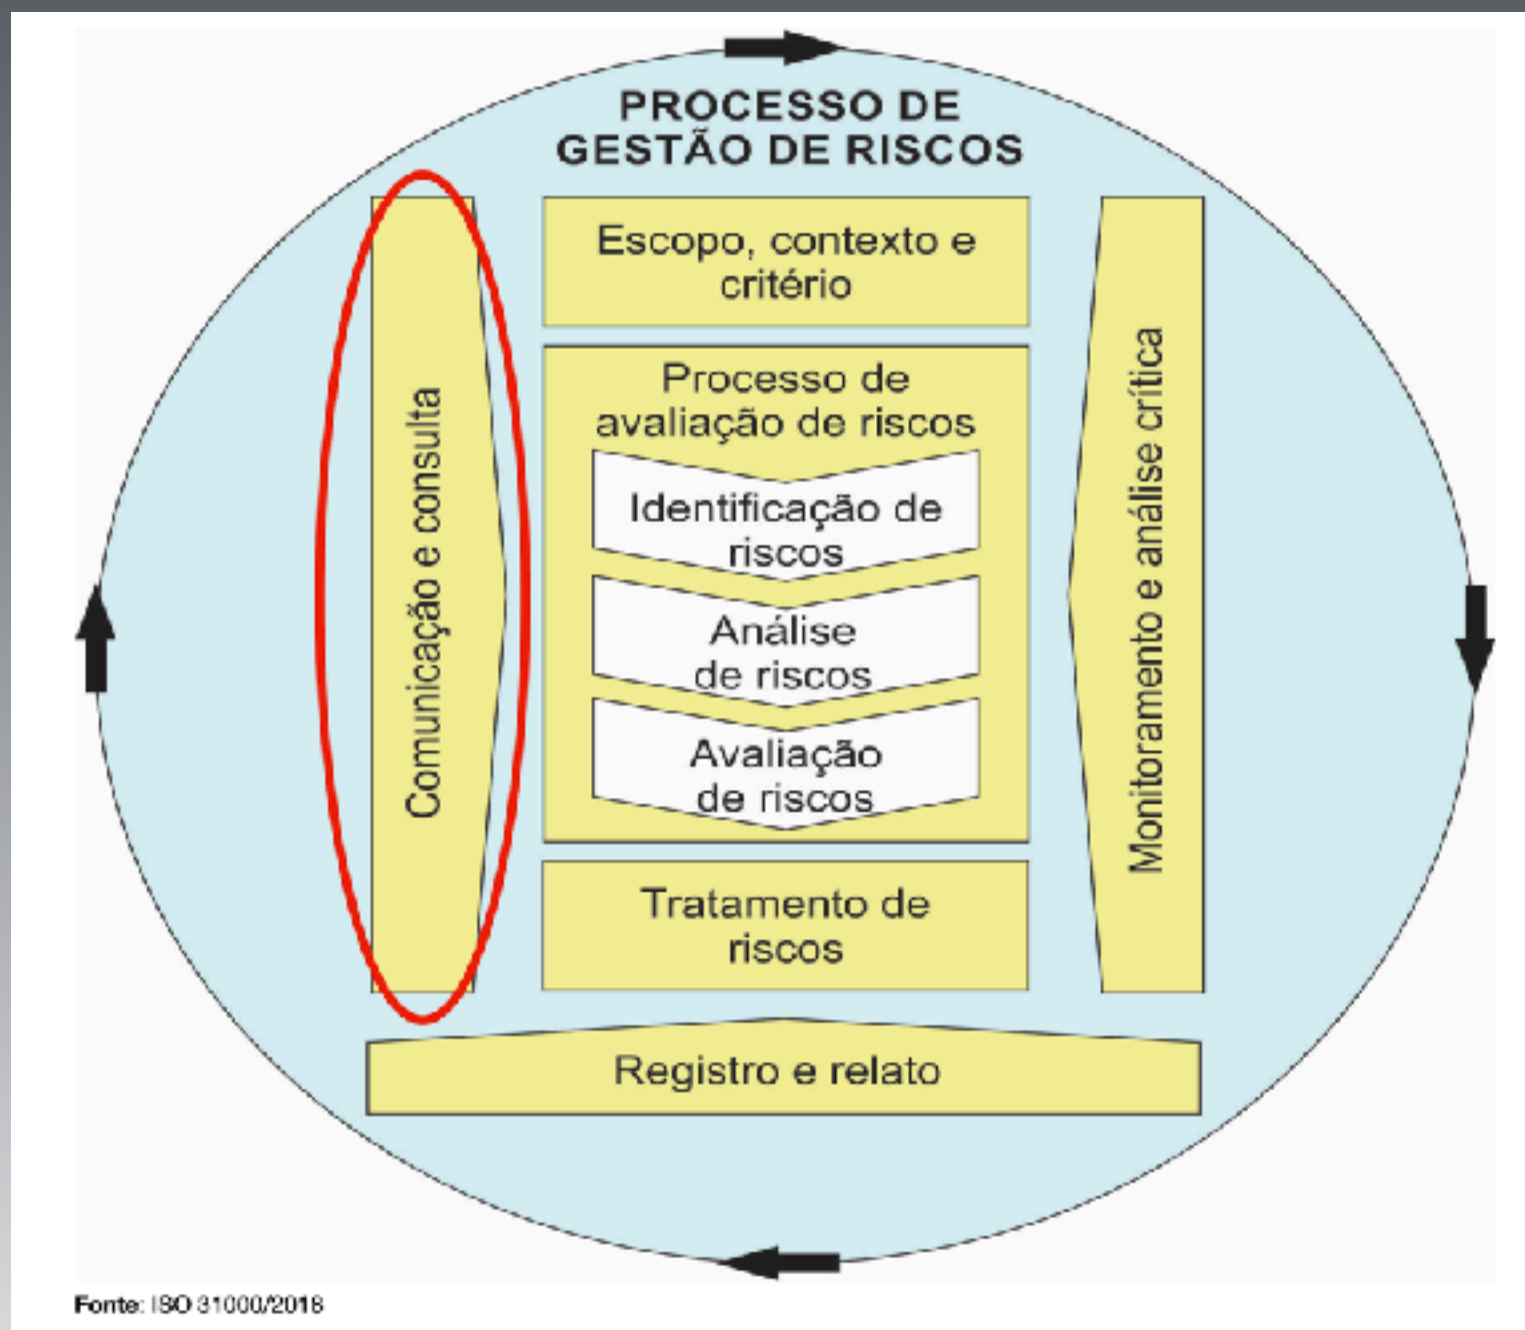 PROCESSO DE
GESTÃO DE RISCOS
Comunicação e consulta
Escopo, contexto e
critério
Processo de
avaliação de riscos
Identificação de
riscos
Análise
de riscos
Avaliação
de riscos
Tratamento de
riscos
Monitoramento e análise crítica
Registro e relato
Fonte: ISO 31000/2018